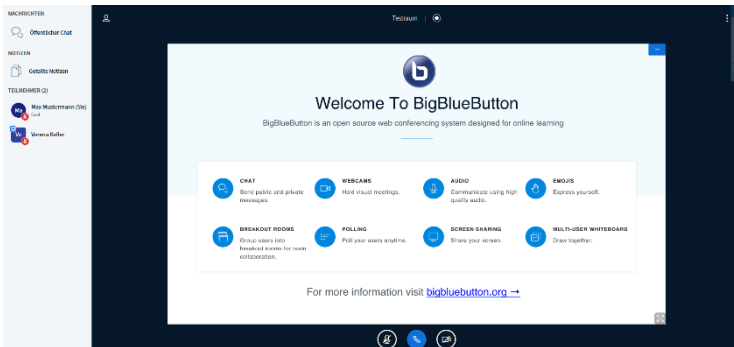 NACHRICHTEN
Öffentlicher Chat
NOTIZEN
Geteilte Notizen
TEILNEHMER (2)
Ma
Max Mustermann
Gast
Ve
Verena Keller
Testraum
Welcome To BigBlueButton
BigBlueButton is an open source web conferencing system designed for online learning
CHAT
Send public and private
messages.
WEBCAMS
Hold visual meetings.
AUDIO
Communicate using high
quality audio.
EMOJIS
Express yourself.
BREAKOUT ROOMS
Group users into
breakout rooms for team
collaboration.
POLLING
Poll your users anytime.
SCREEN SHARING
Share your screen.
MULTI-USER WHITEBOARD
Draw together.
For more information visit bigbluebutton.org →